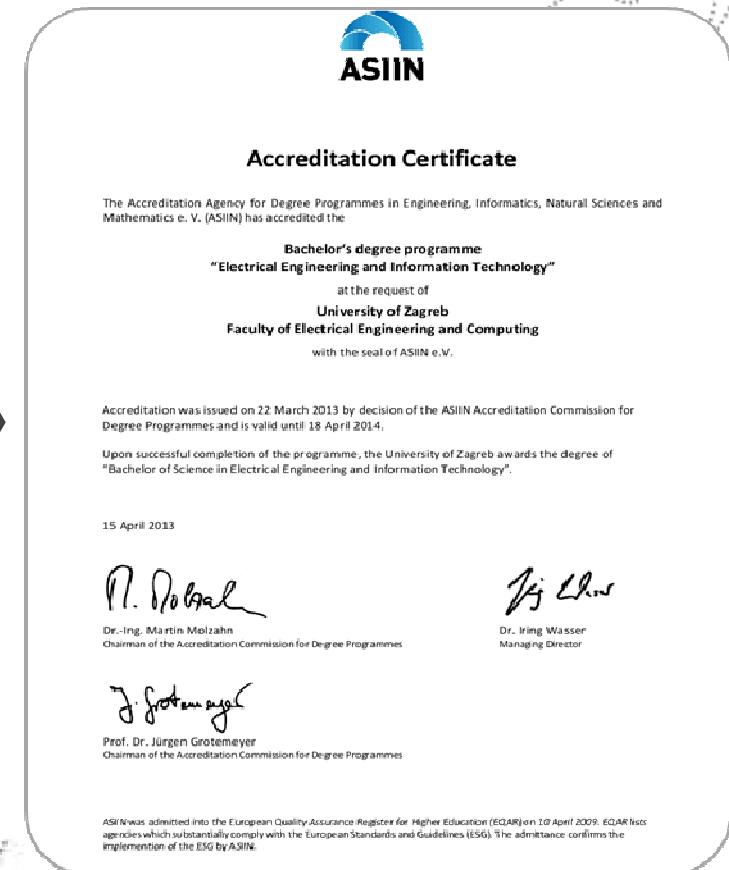 ASIIN
Accreditation Certificate
The Accreditation Agency for Degree Programmes in Engineering, Informatics, Natural Sciences and
Mathematics e. V. (ASIIN) has accredited the
Bachelor's degree programme
"Electrical Engineering and Information Technology"
at the request of
University of Zagreb
Faculty of Electrical Engineering and Computing
with the seal of ASIIN e.V.
Accreditation was issued on 22 March 2013 by decision of the ASIIN Accreditation Commission for
Degree Programmes and is valid until 18 April 2014.
Upon successful completion of the programme, the University of Zagreb awards the degree of
"Bachelor of Science in Electrical Engineering and Information Technology".
15 April 2013
Dr.-Ing. Martin Molzahn
Chairman of the Accreditation Commission for Degree Programmes
Dr. Iring Wasser
Managing Director
J. Grotemeyer
Prof. Dr. Jürgen Grotemeyer
Chairman of the Accreditation Commission for Degree Programmes
ASIIN was admitted into the European Quality Assurance Register for Higher Education (EQAR) on 10 April 2009. EQAR lists
agencies which substantially comply with the European Standards and Guidelines (ESG). The admittance confirms the
implemention of the ESG by ASIIN.